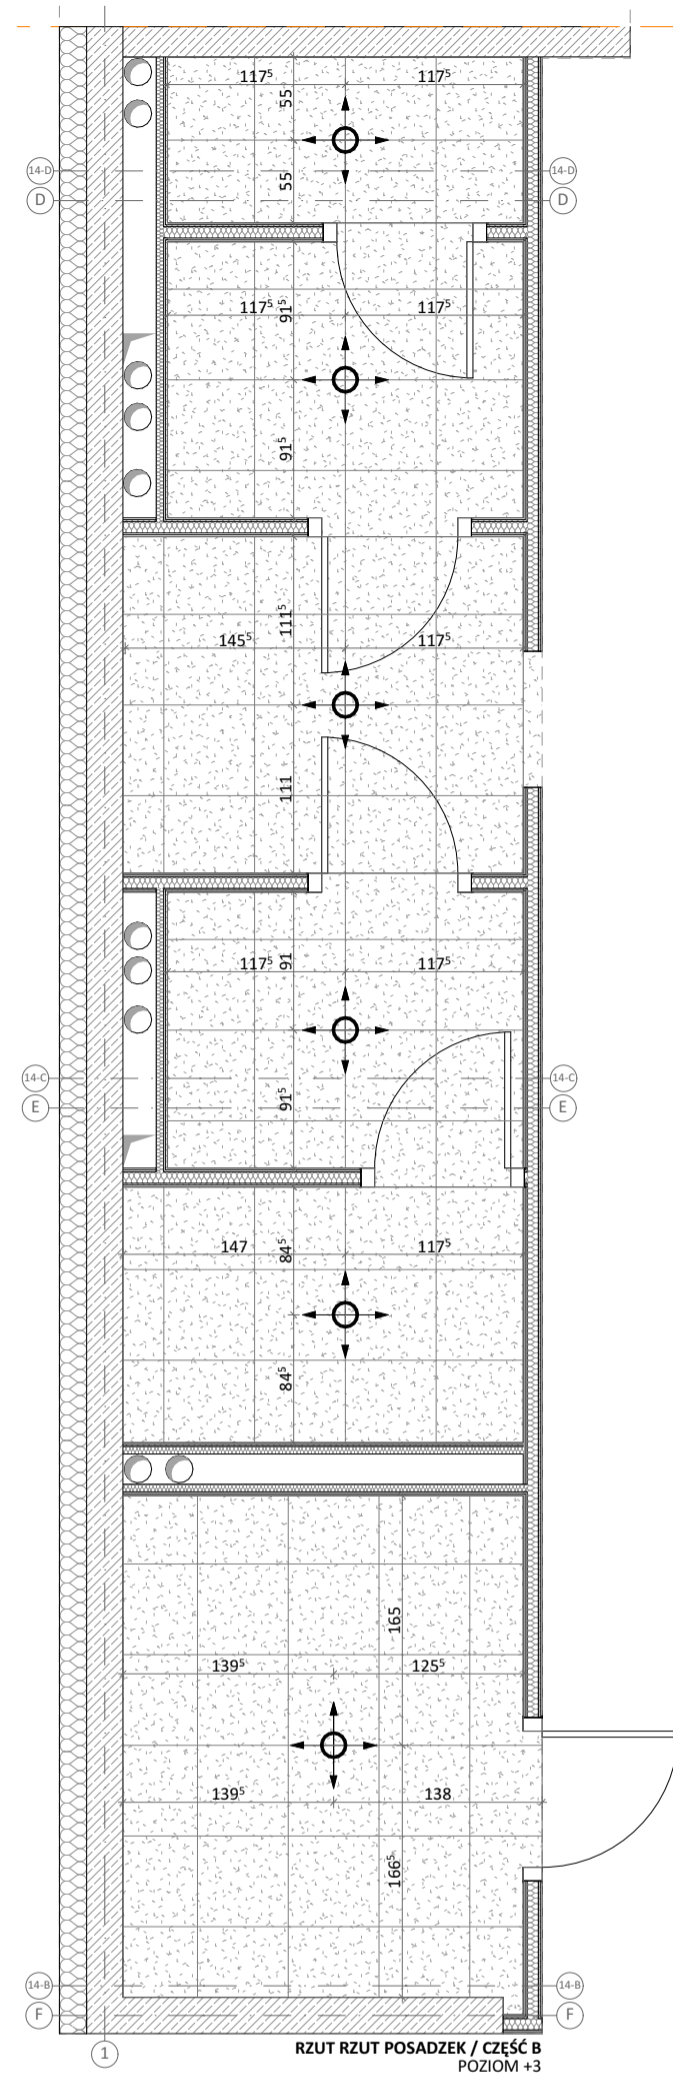 117⁵ 117⁵
55
14-D 55 14-D
D D
117⁵ 91⁵ 117⁵
91⁵
111⁵
145⁵ 117⁵
111
117⁵ 91 117⁵
14-C 14-C
E 91⁵ E
147 84⁵ 117⁵
84⁵
165
139⁵ 125⁵
139⁵ 138
166⁵
14-B 14-B
F F
1
RZUT RZUT POSADZEK / CZĘŚĆ B
POZIOM +3